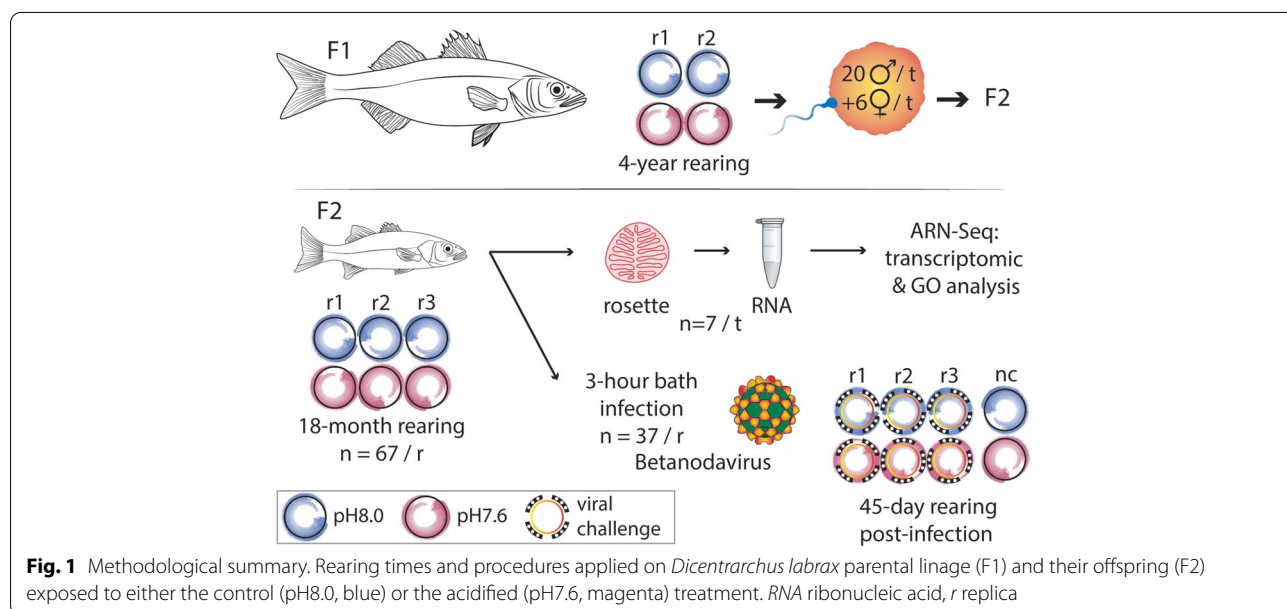 F1
r1 r2
4-year rearing
20♂/ t
+6♀/ t
F2
F2
r1 r2 r3
18-month rearing
n = 67 / r
rosette
RNA
n=7 / t
ARN-Seq:
transcriptomic
& GO analysis
3-hour bath
infection
n = 37 / r
Betanodavirus
r1 r2 r3 nc
45-day rearing
post-infection
pH8.0 pH7.6 viral
challenge
Fig. 1 Methodological summary. Rearing times and procedures applied on Dicentrarchus labrax parental linage (F1) and their offspring (F2)
exposed to either the control (pH8.0, blue) or the acidified (pH7.6, magenta) treatment. RNA ribonucleic acid, r replica